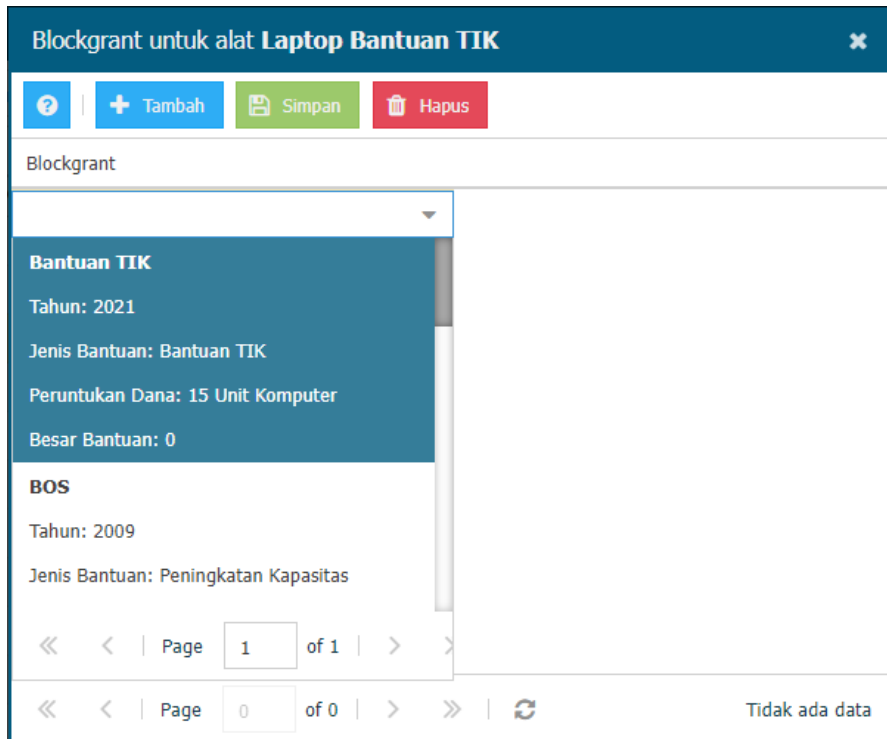 Blockgrant untuk alat Laptop Bantuan TIK
Tambah Simpan Hapus
Blockgrant
Bantuan TIK
Tahun: 2021
Jenis Bantuan: Bantuan TIK
Peruntukan Dana: 15 Unit Komputer
Besar Bantuan: 0
BOS
Tahun: 2009
Jenis Bantuan: Peningkatan Kapasitas
Page 1 of 1
Page 0 of 0 Tidak ada data